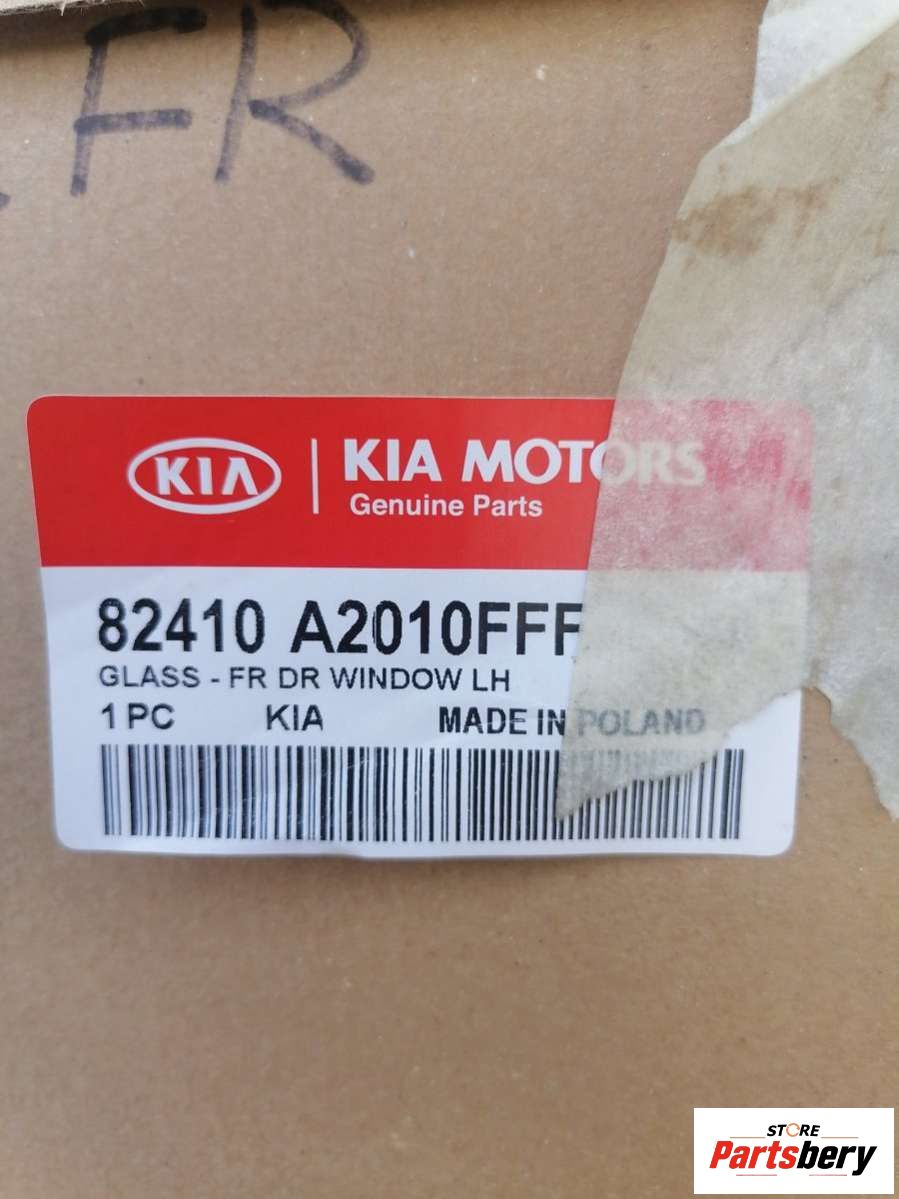 FR
KIA
KIA MOTORS
Genuine Parts
82410 A2010FFF
GLASS - FR DR WINDOW LH
1 PC KIA MADE IN POLAND
STORE
Partsbery